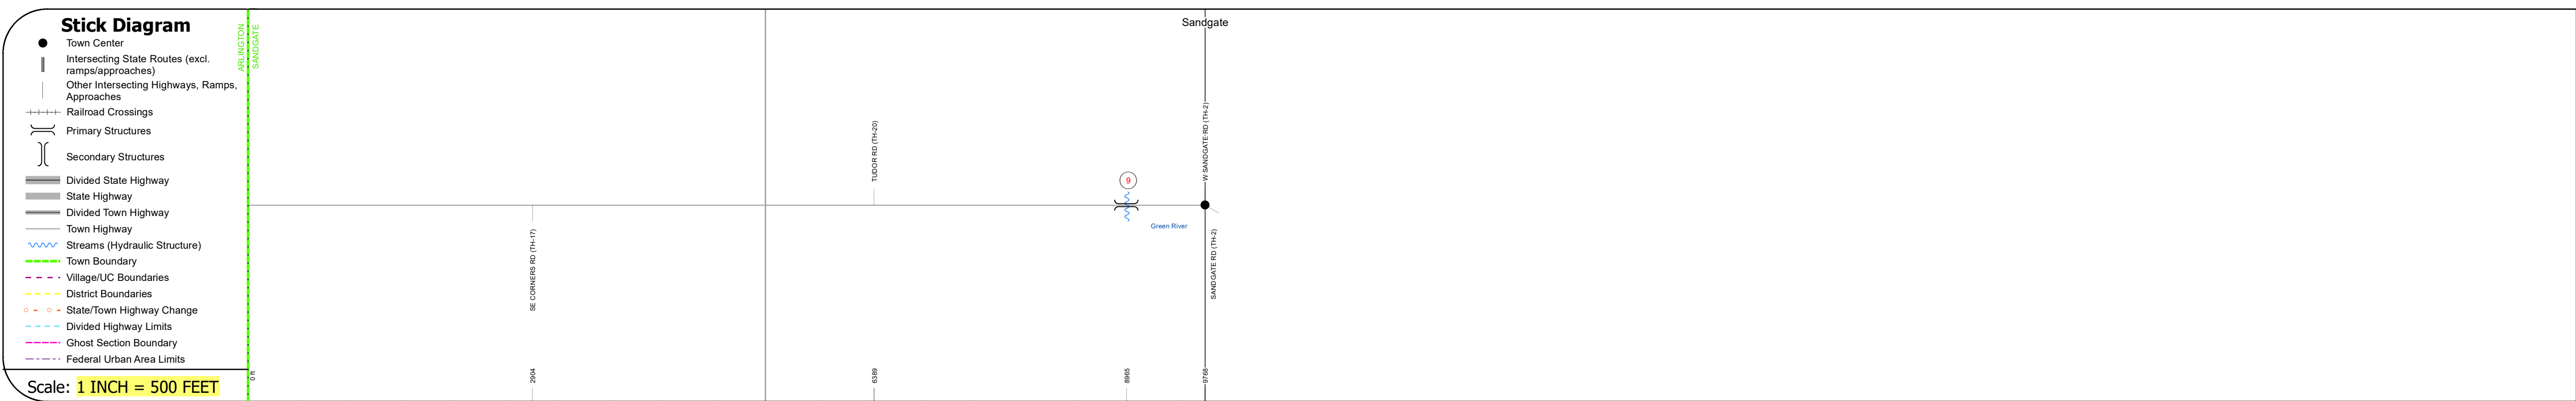 Stick Diagram
Town Center
Intersecting State Routes (excl.
ramps/approaches)
Other Intersecting Highways, Ramps,
Approaches
Railroad Crossings
Primary Structures
Secondary Structures
Divided State Highway
State Highway
Divided Town Highway
Town Highway
Streams (Hydraulic Structure)
Town Boundary
Village/UC Boundaries
District Boundaries
State/Town Highway Change
Divided Highway Limits
Ghost Section Boundary
Federal Urban Area Limits
Scale: 1 INCH = 500 FEET
ARLINGTON
SANDGATE
0 ft
SE CORNERS RD (TH-17)
2904
TUDOR RD (TH-20)
6389
9
Green River
8965
Sandgate
W SANDGATE RD (TH-2)
SANDGATE RD (TH-2)
9768